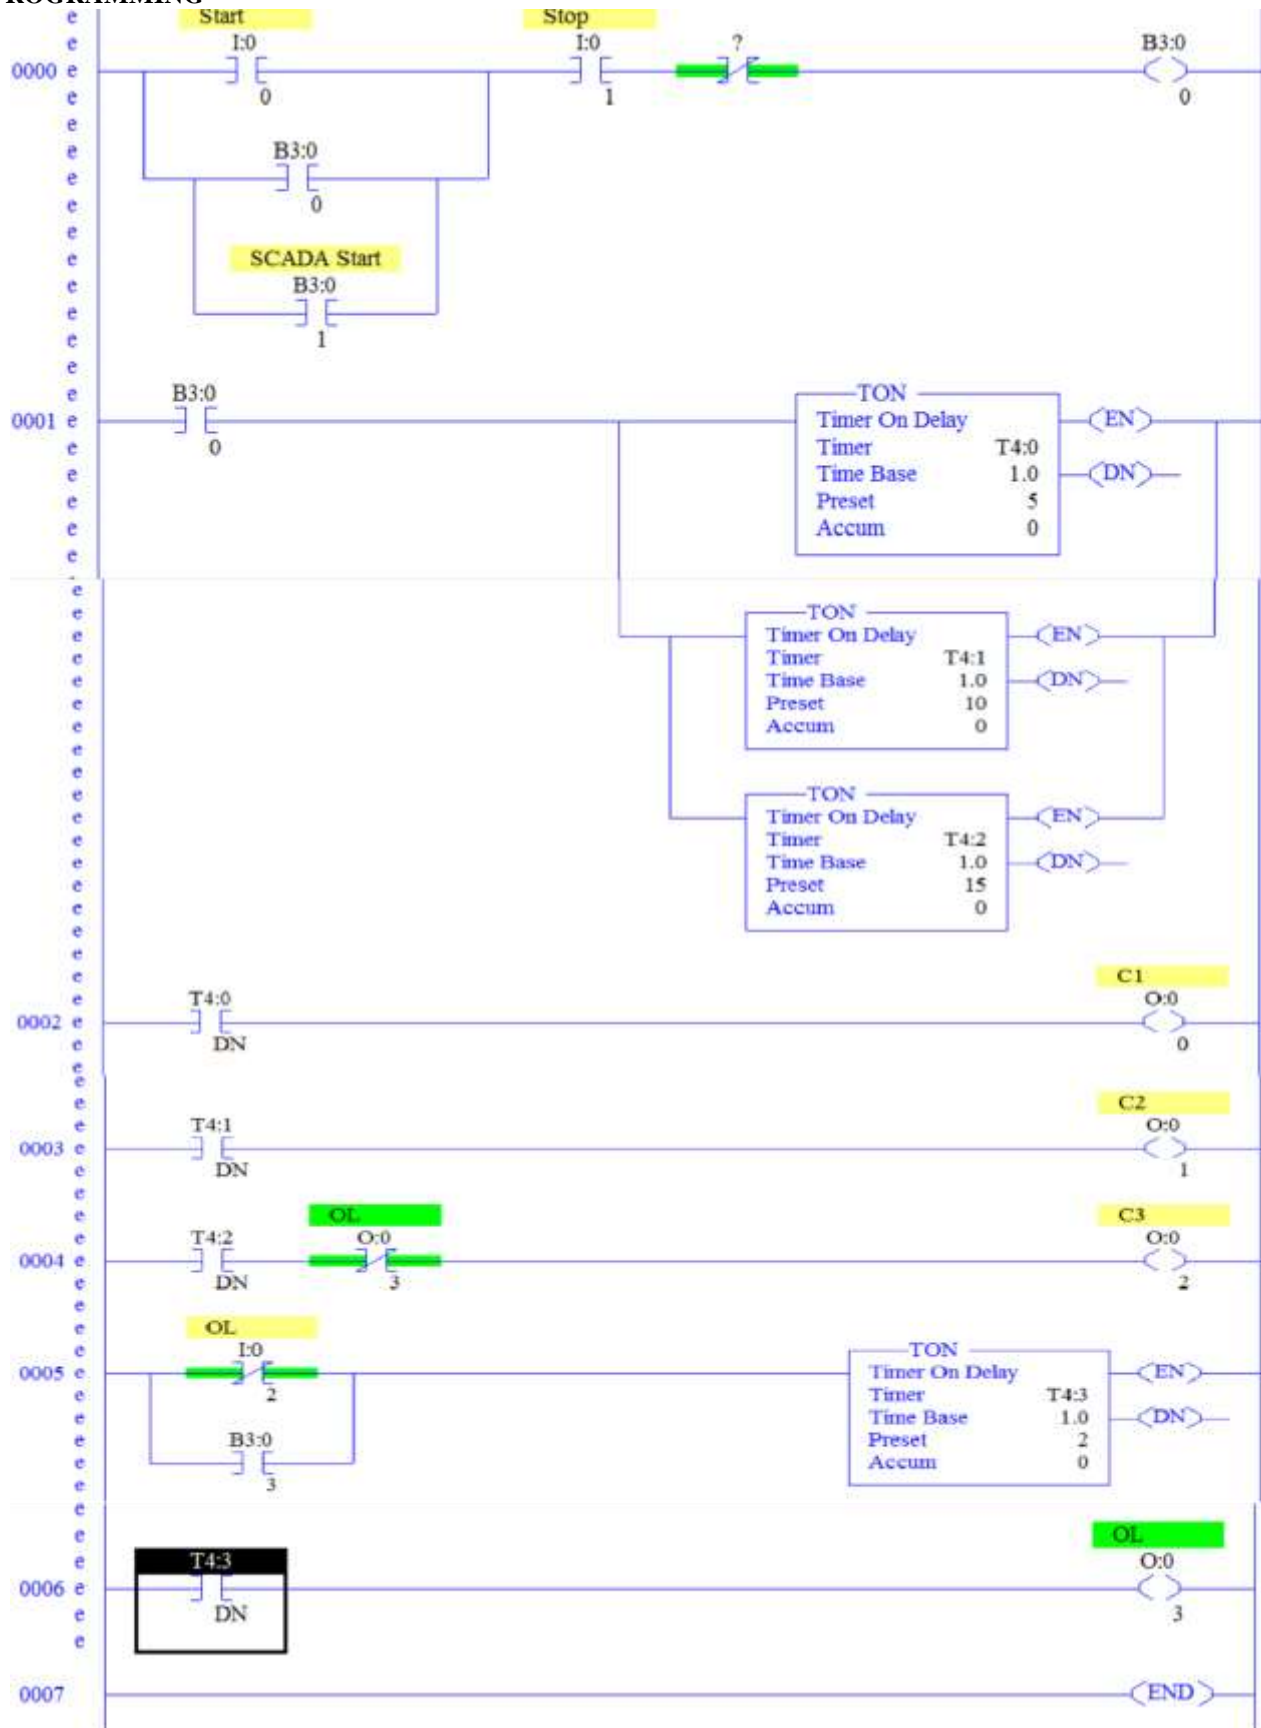 ROGRAMMING
Start Stop
I:0 I:0 ? B3:0
0000
0 1 0
B3:0
0
SCADA Start
B3:0
1
B3:0
0001
0
TON
Timer On Delay EN
Timer T4:0
Time Base 1.0 DN
Preset 5
Accum 0
TON
Timer On Delay EN
Timer T4:1
Time Base 1.0 DN
Preset 10
Accum 0
TON
Timer On Delay EN
Timer T4:2
Time Base 1.0 DN
Preset 15
Accum 0
C1
T4:0 O:0
0002
DN 0
C2
T4:1 O:0
0003
DN 1
OL C3
T4:2 O:0 O:0
0004
DN 3 2
OL
I:0
0005
2
B3:0
3
TON
Timer On Delay EN
Timer T4:3
Time Base 1.0 DN
Preset 2
Accum 0
OL
T4:3 O:0
0006
DN 3
0007 END
e e e e e e e e e e e e e e e e e e e e e e e e e e e e e e e e e e e e e e e e e e e e e e e e e e e e e e e e e e e e e e e e e e e